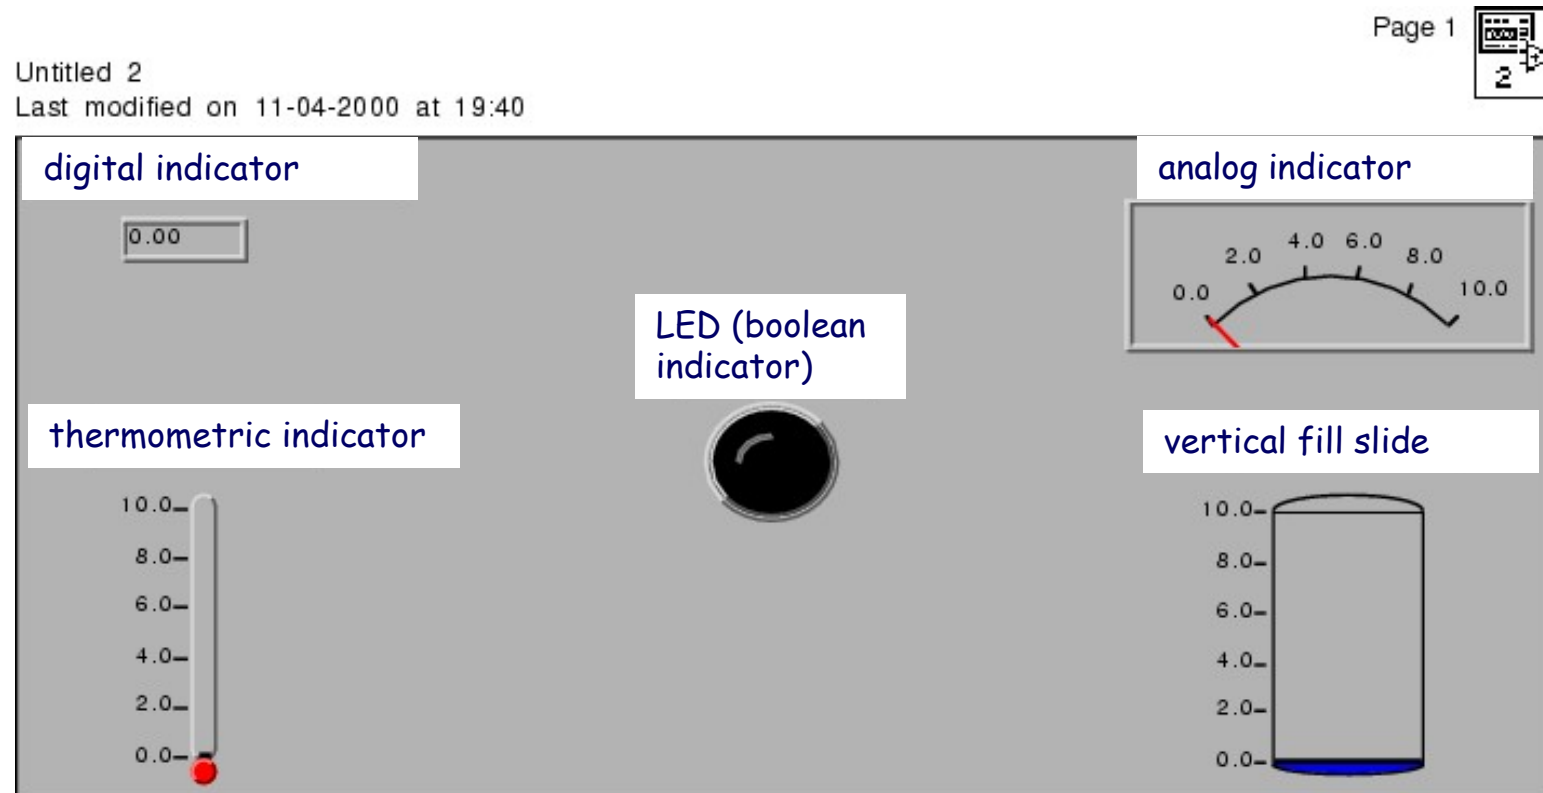 Page 1
2
Untitled 2
Last modified on 11-04-2000 at 19:40
digital indicator
0.00
analog indicator
0.0 2.0 4.0 6.0 8.0 10.0
LED (boolean
indicator)
thermometric indicator
10.0
8.0
6.0
4.0
2.0
0.0
vertical fill slide
10.0
8.0
6.0
4.0
2.0
0.0